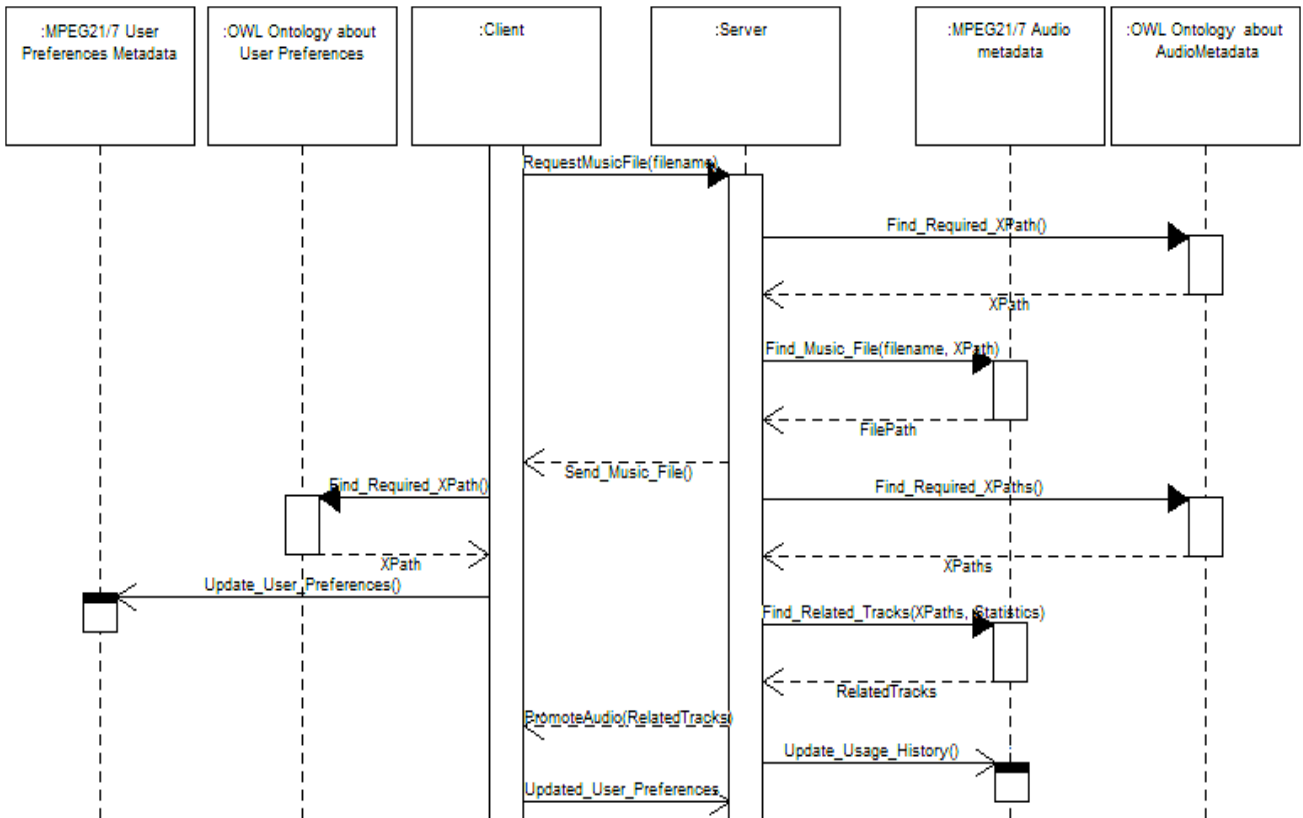 :MPEG21/7 User
Preferences Metadata
:OWL Ontology about
User Preferences
:Client
:Server
:MPEG21/7 Audio
metadata
:OWL Ontology about
AudioMetadata
RequestMusicFile(filename)
Find_Required_XPath()
XPath
Find_Music_File(filename, XPath)
FilePath
Send_Music_File()
Find_Required_XPath()
Find_Required_XPaths()
XPath
XPaths
Update_User_Preferences()
Find_Related_Tracks(XPaths, Statistics)
RelatedTracks
PromoteAudio(RelatedTracks)
Update_Usage_History()
Updated_User_Preferences